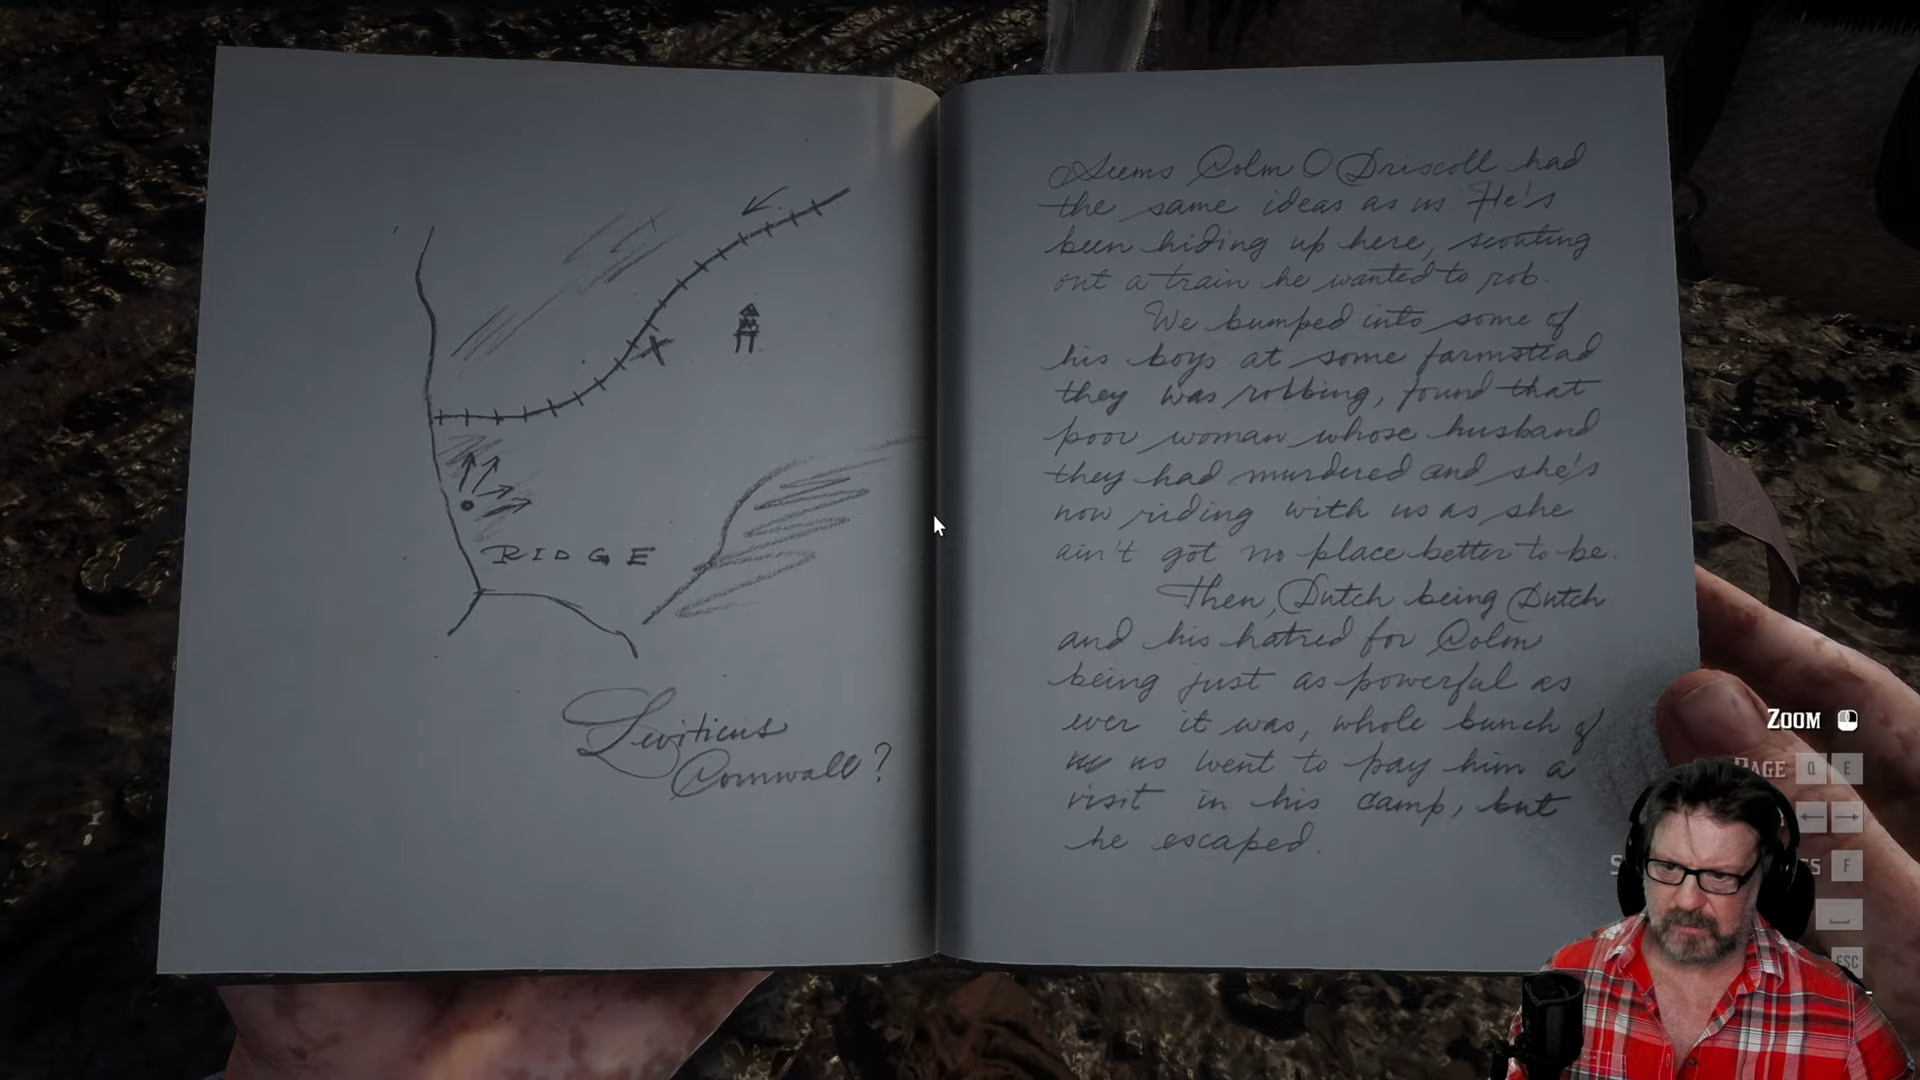 RIDGE
Leviticus
Cornwall?
Seems Colm O Driscoll had
the same ideas as us He's
been hiding up here, scouting
out a train he wanted to rob.
We bumped into some of
his boys at some farmstead
they was robbing, found that
poor woman whose husband
they had murdered and she's
now riding with us as she
ain't got no place better to be.
Then, Dutch being Dutch
and his hatred for Colm
being just as powerful as
ever it was, whole bunch of
us went to pay him a
visit in his camp, but
he escaped.
ZOOM
PAGE Q E
← →
F
ESC